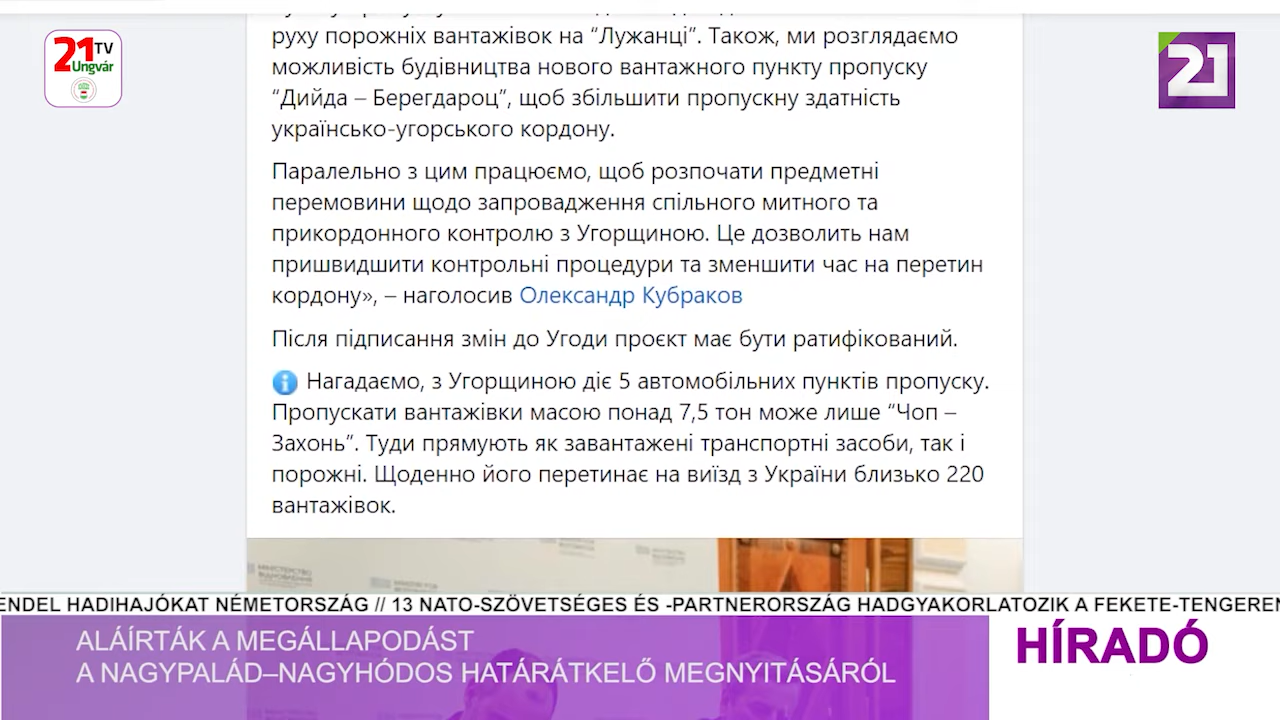 21 TV
Ungvár
21
руху порожніх вантажівок на “Лужанці”. Також, ми розглядаємо
можливість будівництва нового вантажного пункту пропуску
“Дийда – Берегдароц”, щоб збільшити пропускну здатність
українсько-угорського кордону.
Паралельно з цим працюємо, щоб розпочати предметні
перемовини щодо запровадження спільного митного та
прикордонного контролю з Угорщиною. Це дозволить нам
пришвидшити контрольні процедури та зменшити час на перетин
кордону», – наголосив Олександр Кубраков
Після підписання змін до Угоди проєкт має бути ратифікований.
Нагадаємо, з Угорщиною діє 5 автомобільних пунктів пропуску.
Пропускати вантажівки масою понад 7,5 тон може лише “Чоп –
Захонь”. Туди прямують як завантажені транспортні засоби, так і
порожні. Щоденно його перетинає на виїзд з України близько 220
вантажівок.
ENDEL HADIHAJÓKAT NÉMETORSZÁG // 13 NATO-SZÖVETSÉGES ÉS -PARTNERORSZÁG HADGYAKORLATOZIK A FEKETE-TENGEREN
ALÁÍRTÁK A MEGÁLLAPODÁST
A NAGYPALÁD–NAGYHÓDOS HATÁRÁTKELŐ MEGNYITÁSÁRÓL
HÍRADÓ